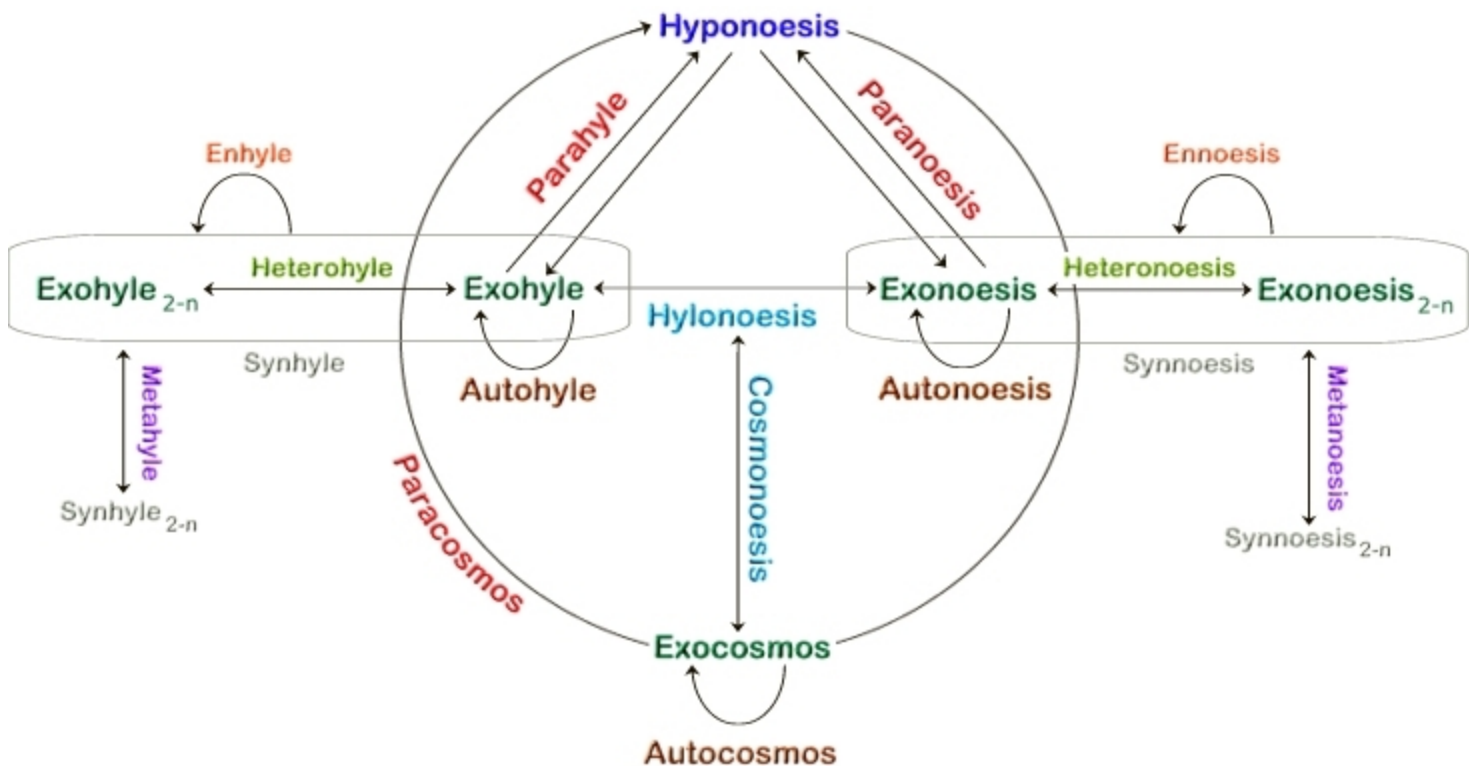 Hyponoesis
Parahyle
Paranoesis
Enhyle
Ennoesis
Exohyle 2-n
Heterohyle
Exohyle
Hylonoesis
Exonoesis
Heteronoesis
Exonoesis 2-n
Synhyle
Synnoesis
Autohyle
Autonoesis
Metahyle
Cosmonoesis
Metanoesis
Synhyle 2-n
Synnoesis 2-n
Paracosmos
Exocosmos
Autocosmos